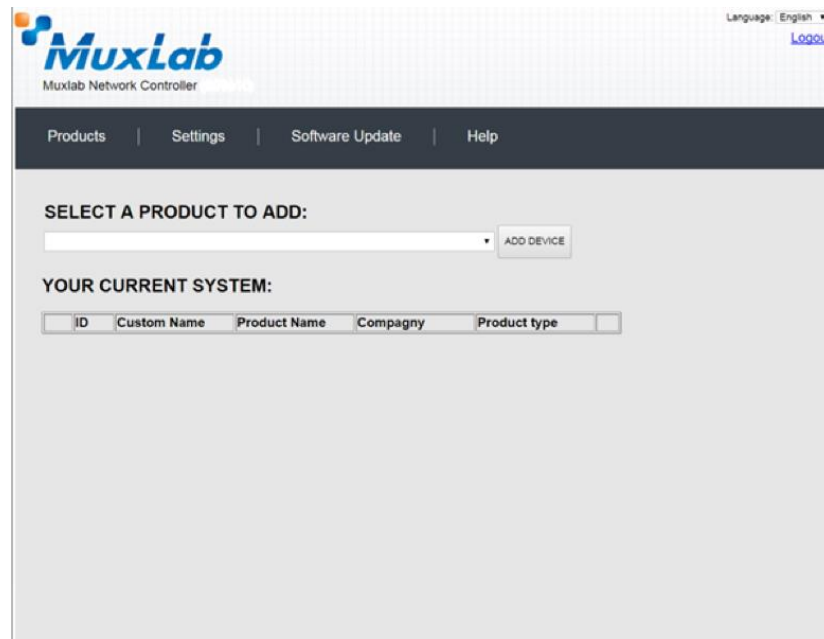 Language: English
Logou
MuxLab
Muxlab Network Controller
Products | Settings | Software Update | Help
SELECT A PRODUCT TO ADD:
ADD DEVICE
YOUR CURRENT SYSTEM:
ID Custom Name Product Name Compagny Product type